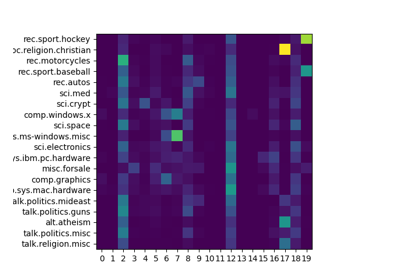 rec.sport.hockey
oc.religion.christian
rec.motorcycles
rec.sport.baseball
rec.autos
sci.med
sci.crypt
comp.windows.x
sci.space
s.ms-windows.misc
sci.electronics
ys.ibm.pc.hardware
misc.forsale
comp.graphics
.sys.mac.hardware
alk.politics.mideast
talk.politics.guns
alt.atheism
talk.politics.misc
talk.religion.misc
0 1 2 3 4 5 6 7 8 9 10 11 12 13 14 15 16 17 18 19